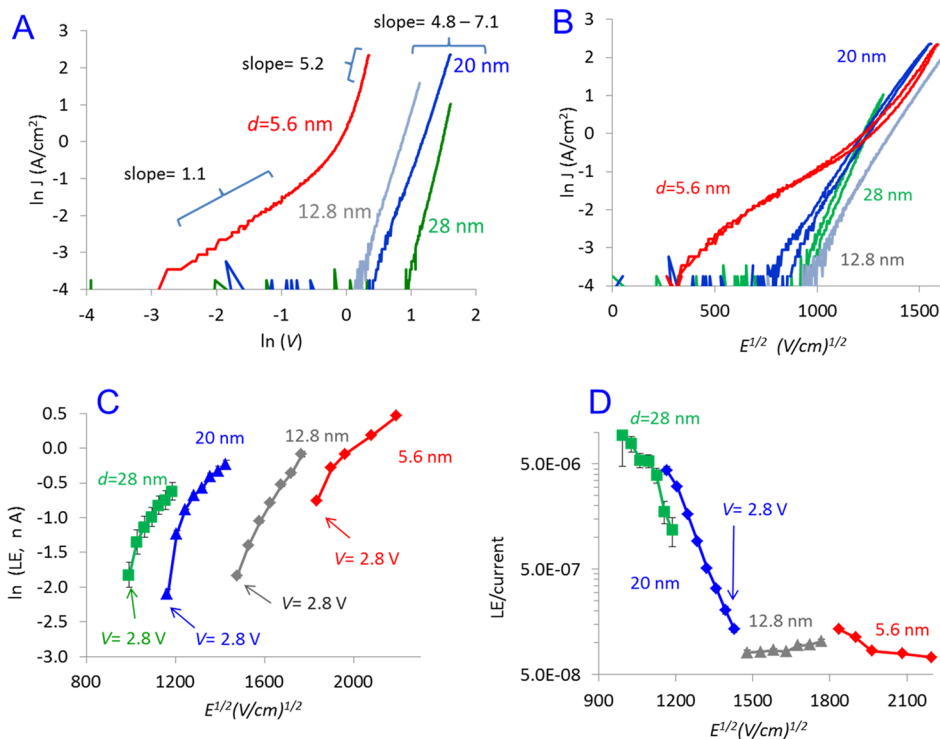 A
slope= 4.8 – 7.1
3
2
1
0
-1
-2
-3
-4
ln J (A/cm2)
slope= 5.2
20 nm
d=5.6 nm
slope= 1.1
12.8 nm
28 nm
-4 -3 -2 -1 0 1 2
ln (V)
B
3
2
1
0
-1
-2
-3
-4
ln J (A/cm2)
20 nm
d=5.6 nm
28 nm
12.8 nm
0 500 1000 1500
E1/2 (V/cm)1/2
C
0.5
0.0
-0.5
-1.0
-1.5
-2.0
-2.5
-3.0
ln (LE, n A)
20 nm
12.8 nm
5.6 nm
d=28 nm
V= 2.8 V
V= 2.8 V
V= 2.8 V
V= 2.8 V
800 1200 1600 2000
E1/2(V/cm)1/2
D
d=28 nm
5.0E-06
5.0E-07
5.0E-08
LE/current
V= 2.8 V
20 nm
12.8 nm
5.6 nm
900 1200 1500 1800 2100
E1/2(V/cm)1/2